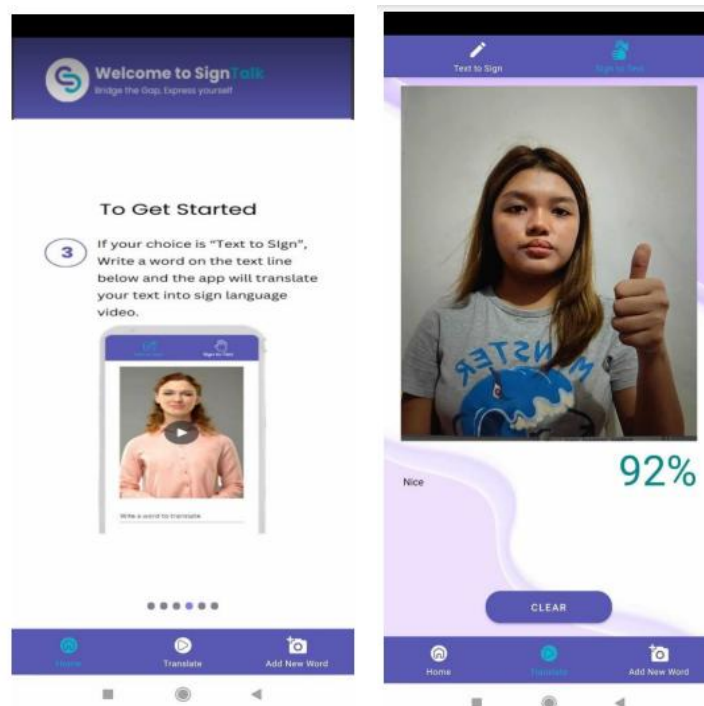 Welcome to SignTalk
Bridge the Gap, Express yourself
To Get Started
3
If your choice is “Text to Sign”,
Write a word on the text line
below and the app will translate
your text into sign language
video.
Sign to Text
Write a word to translate
Home
Translate
Add New Word
Text to Sign
Sign to Text
MONSTER
92%
Nice
CLEAR
Home
Translate
Add New Word